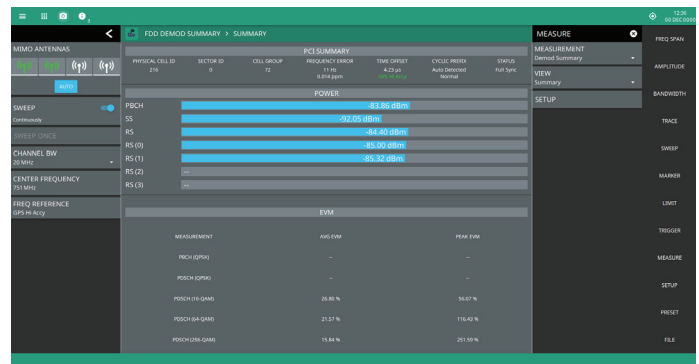 12:36
00 DEC 0000
FDD DEMOD SUMMARY > SUMMARY
MIMO ANTENNAS
AUTO
SWEEP
Continuously
SWEEP ONCE
CHANNEL BW
20 MHz
CENTER FREQUENCY
751 MHz
FREQ REFERENCE
GPS Hi Accy
PCI SUMMARY
PHYSICAL CELL ID SECTOR ID CELL GROUP FREQUENCY ERROR TIME OFFSET CYCLIC PREFIX STATUS
216 0 72 11 Hz 4.23 µs Auto Detected Full Sync
0.014 ppm Normal
POWER
PBCH -83.86 dBm
SS -92.05 dBm
RS -84.40 dBm
RS (0) -85.00 dBm
RS (1) -85.32 dBm
RS (2) --
RS (3) --
EVM
MEASUREMENT AVG EVM PEAK EVM
PBCH (QPSK) -- --
PDSCH (QPSK) -- --
PDSCH (16-QAM) 26.80 % 56.07 %
PDSCH (64-QAM) 21.57 % 116.43 %
PDSCH (256-QAM) 15.84 % 251.59 %
MEASURE
MEASUREMENT
Demod Summary
VIEW
Summary
SETUP
FREQ SPAN
AMPLITUDE
BANDWIDTH
TRACE
SWEEP
MARKER
LIMIT
TRIGGER
MEASURE
SETUP
PRESET
FILE